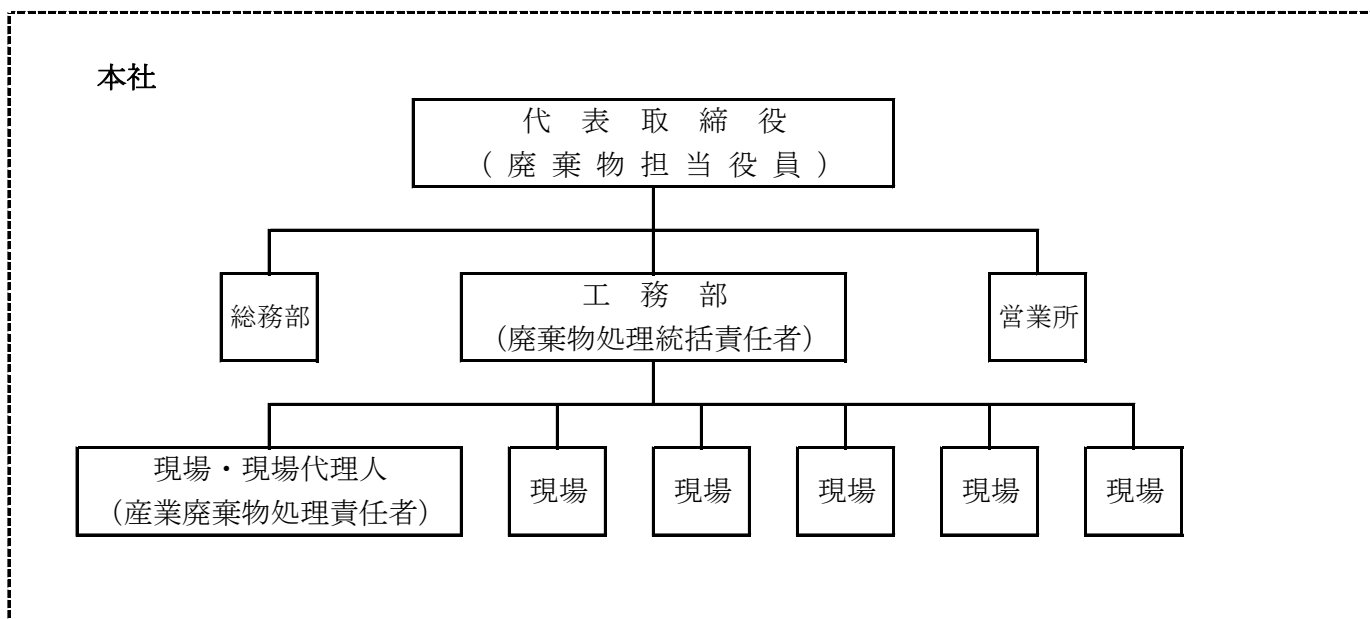 本社
代表取締役
(廃棄物担当役員)
総務部
工務部
(廃棄物処理統括責任者)
営業所
現場・現場代理人
(産業廃棄物処理責任者)
現場
現場
現場
現場
現場